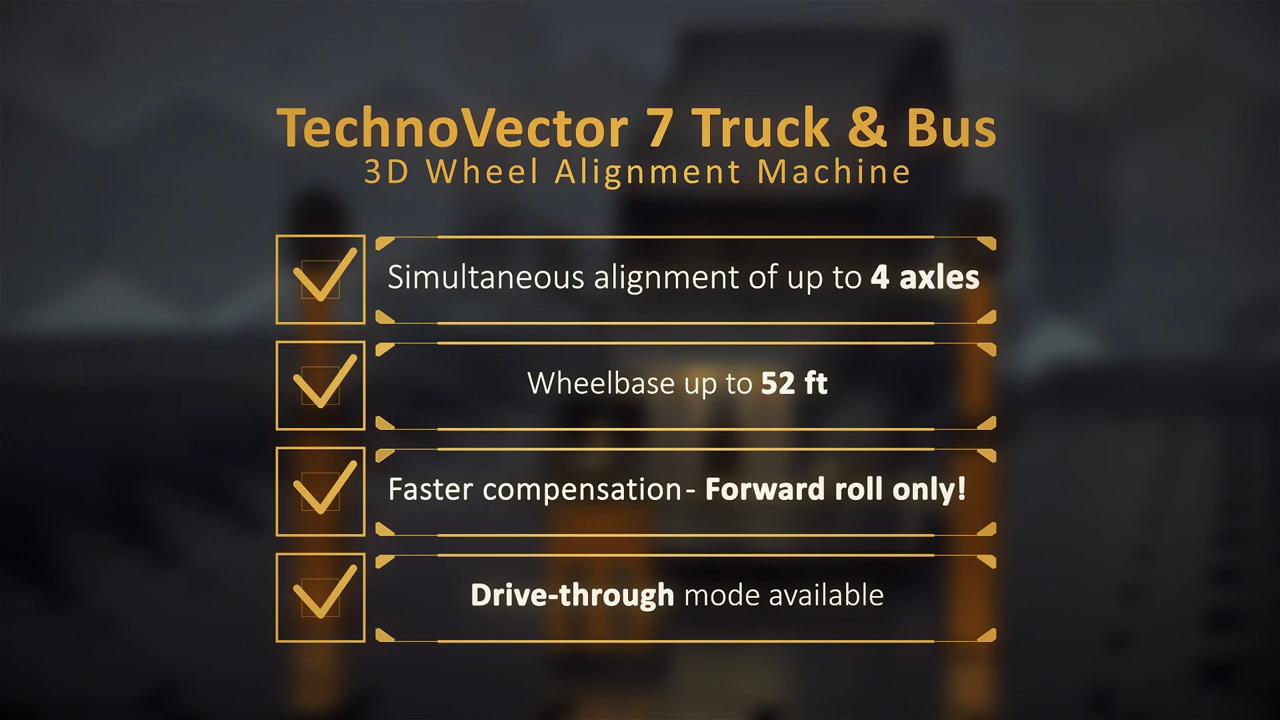 TechnoVector 7 Truck & Bus
3D Wheel Alignment Machine
Simultaneous alignment of up to 4 axles
Wheelbase up to 52 ft
Faster compensation - Forward roll only!
Drive-through mode available